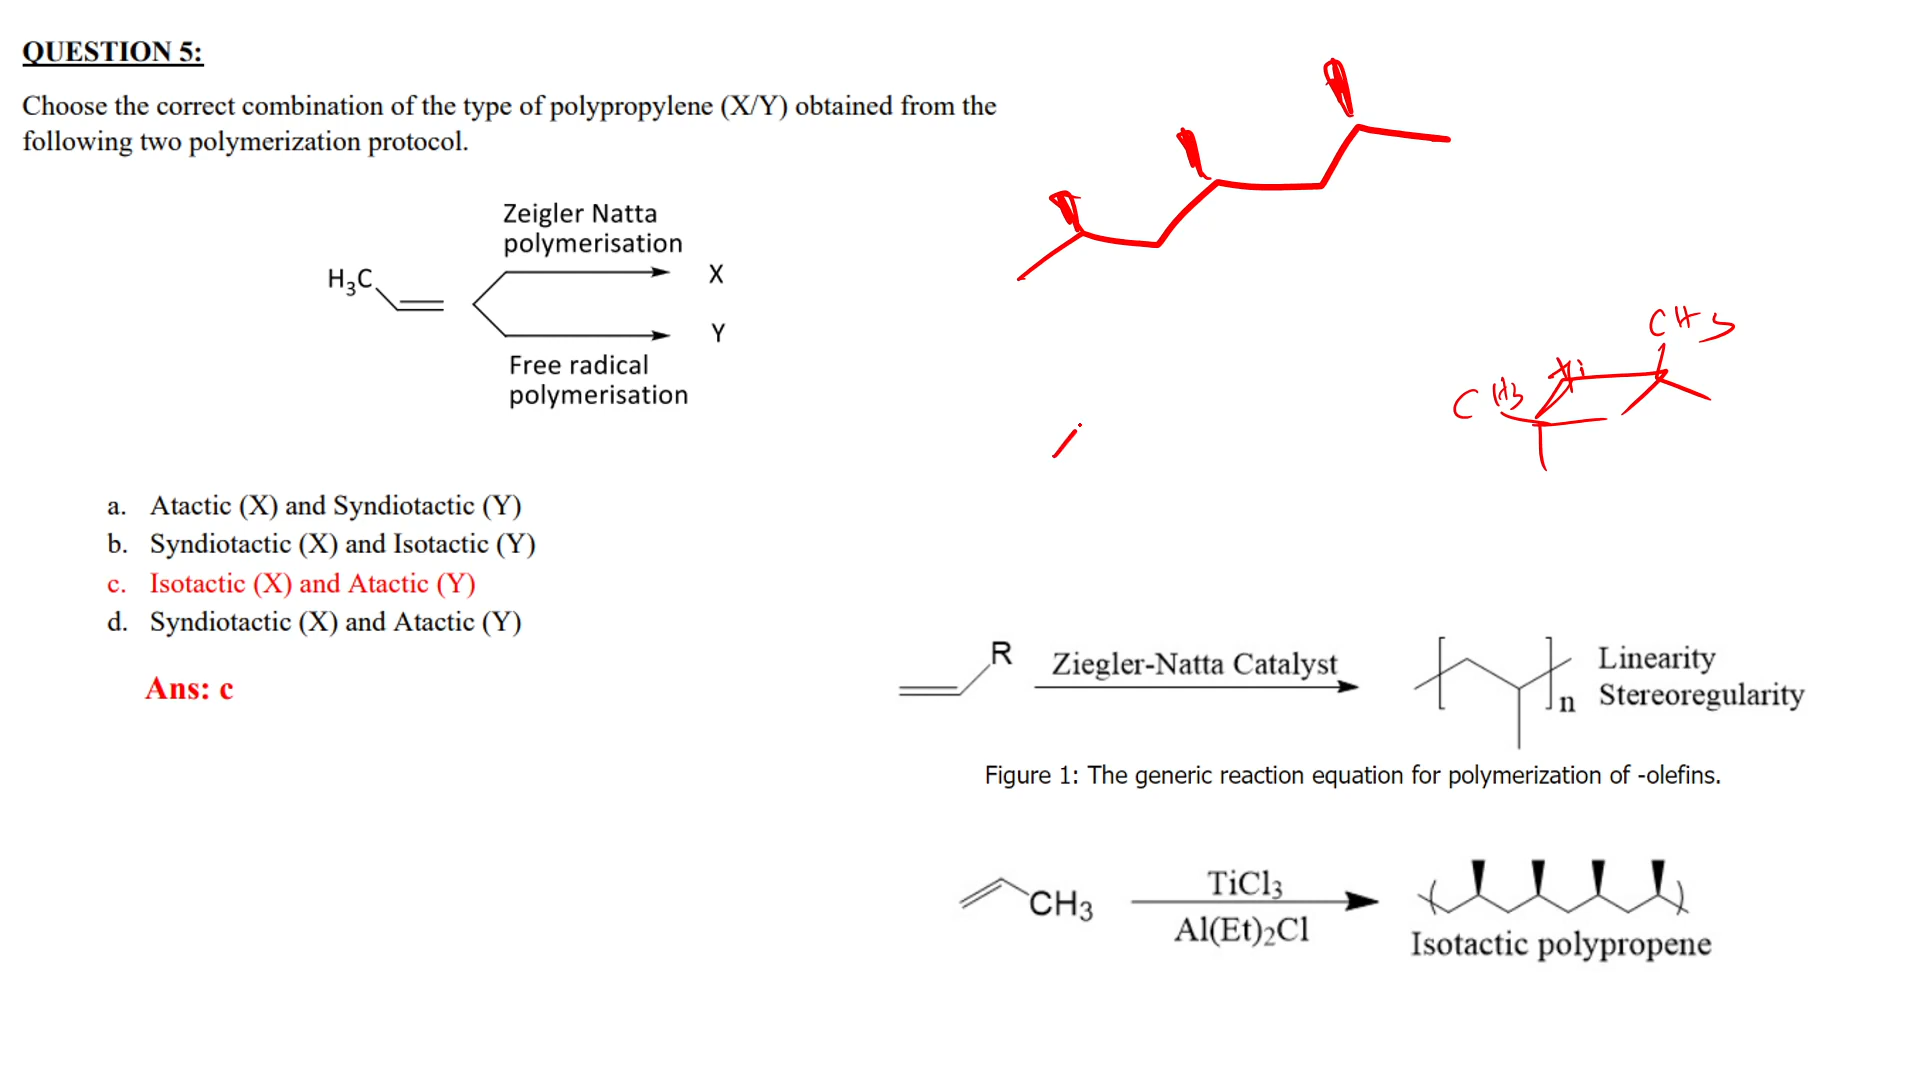 QUESTION 5:
Choose the correct combination of the type of polypropylene (X/Y) obtained from the
following two polymerization protocol.
Zeigler Natta
polymerisation
H₃C
X
Y
Free radical
polymerisation
CH3
Ti
CH3
a. Atactic (X) and Syndiotactic (Y)
b. Syndiotactic (X) and Isotactic (Y)
c. Isotactic (X) and Atactic (Y)
d. Syndiotactic (X) and Atactic (Y)
Ans: c
R
Ziegler-Natta Catalyst
n
Linearity
Stereoregularity
Figure 1: The generic reaction equation for polymerization of -olefins.
CH₃
TiCl₃
Al(Et)₂Cl
Isotactic polypropene